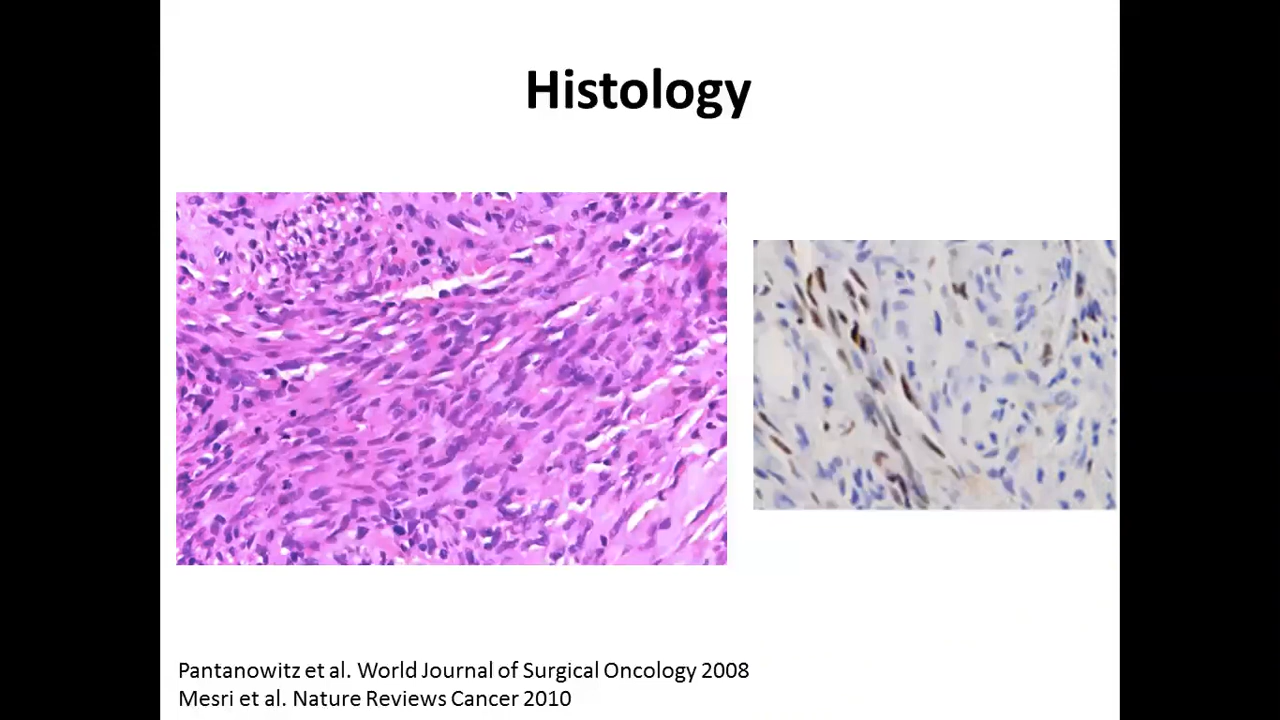 Histology
Pantanowitz et al. World Journal of Surgical Oncology 2008
Mesri et al. Nature Reviews Cancer 2010